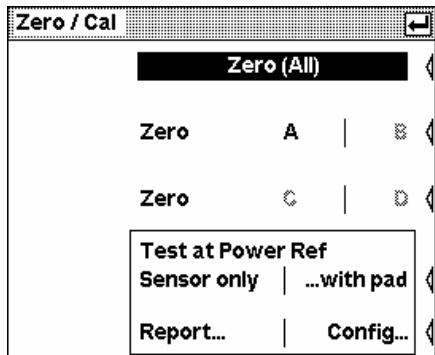 Zero / Cal
Zero (All)
Zero A | B
Zero C | D
Test at Power Ref
Sensor only | ...with pad
Report... | Config...